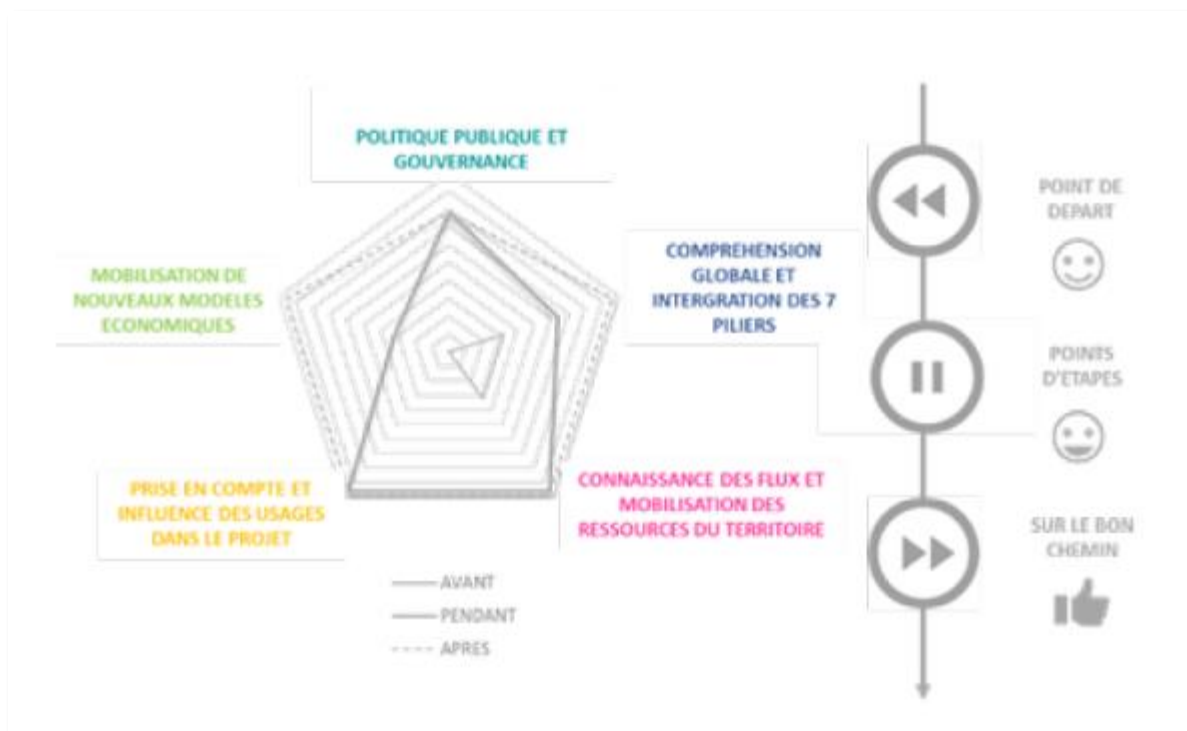 POLITIQUE PUBLIQUE ET
GOUVERNANCE
MOBILISATION DE
NOUVEAUX MODELES
ECONOMIQUES
COMPREHENSION
GLOBALE ET
INTERGRATION DES 7
PILIERS
PRISE EN COMPTE ET
INFLUENCE DES USAGES
DANS LE PROJET
CONNAISSANCE DES FLUX ET
MOBILISATION DES
RESSOURCES DU TERRITOIRE
AVANT
PENDANT
APRES
POINT DE
DEPART
POINTS
D'ETAPES
SUR LE BON
CHEMIN